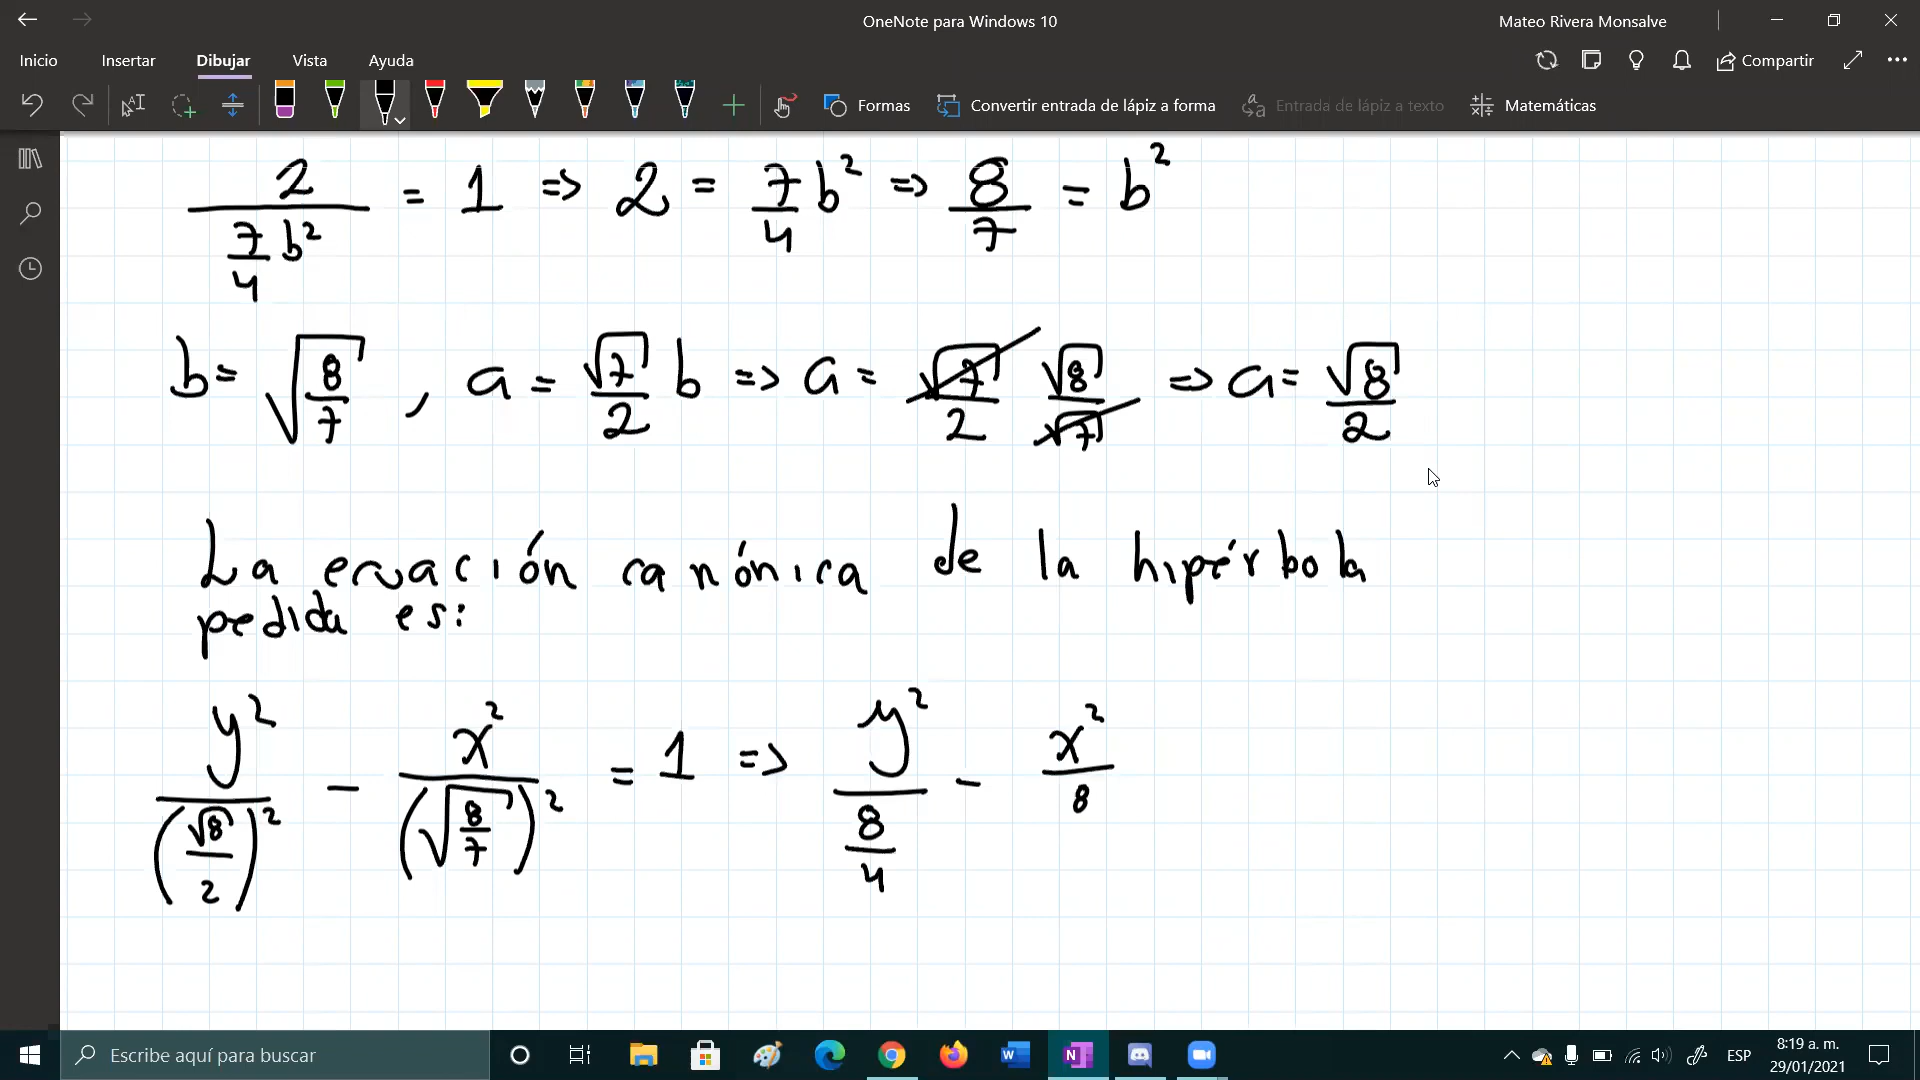 OneNote para Windows 10
Mateo Rivera Monsalve
Inicio Insertar Dibujar Vista Ayuda
Compartir
Formas Convertir entrada de lápiz a forma Entrada de lápiz a texto Matemáticas
2/(7/4 b²) = 1 => 2 = 7/4 b² => 8/7 = b²
b = √(8/7) , a = √7/2 b => a = √7/2 √8/√7 => a = √8/2
La ecuación canónica de la hipérbola
pedida es:
y²/(√8/2)² - x²/(√(8/7))² = 1 => y²/(8/4) - x²/8
Escribe aquí para buscar
ESP
8:19 a. m.
29/01/2021